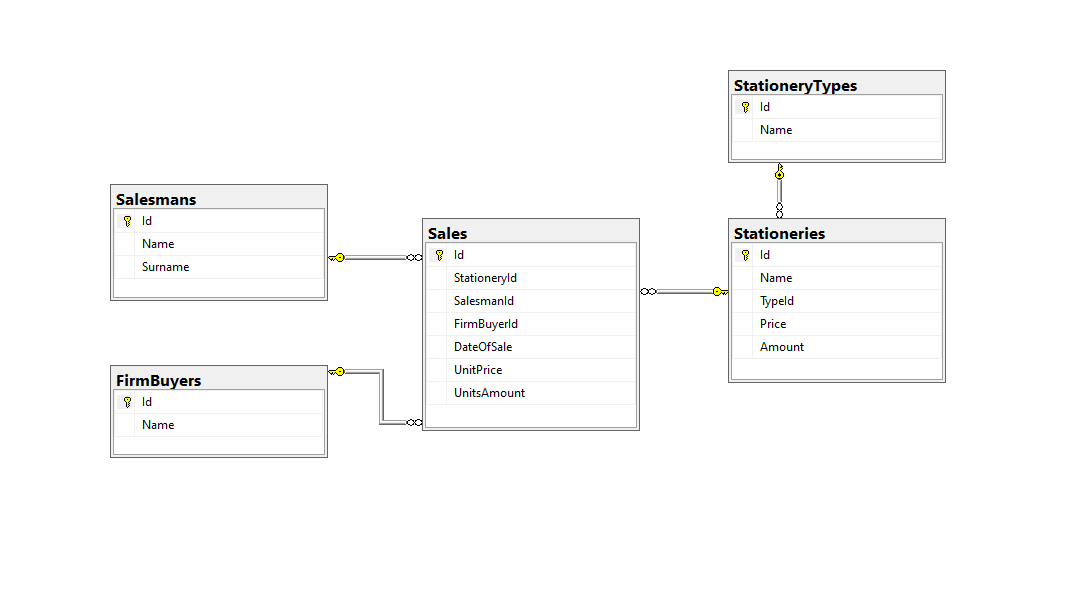 StationeryTypes
Id
Name
Salesmans
Id
Name
Surname
Sales
Id
StationeryId
SalesmanId
FirmBuyerId
DateOfSale
UnitPrice
UnitsAmount
Stationeries
Id
Name
TypeId
Price
Amount
FirmBuyers
Id
Name